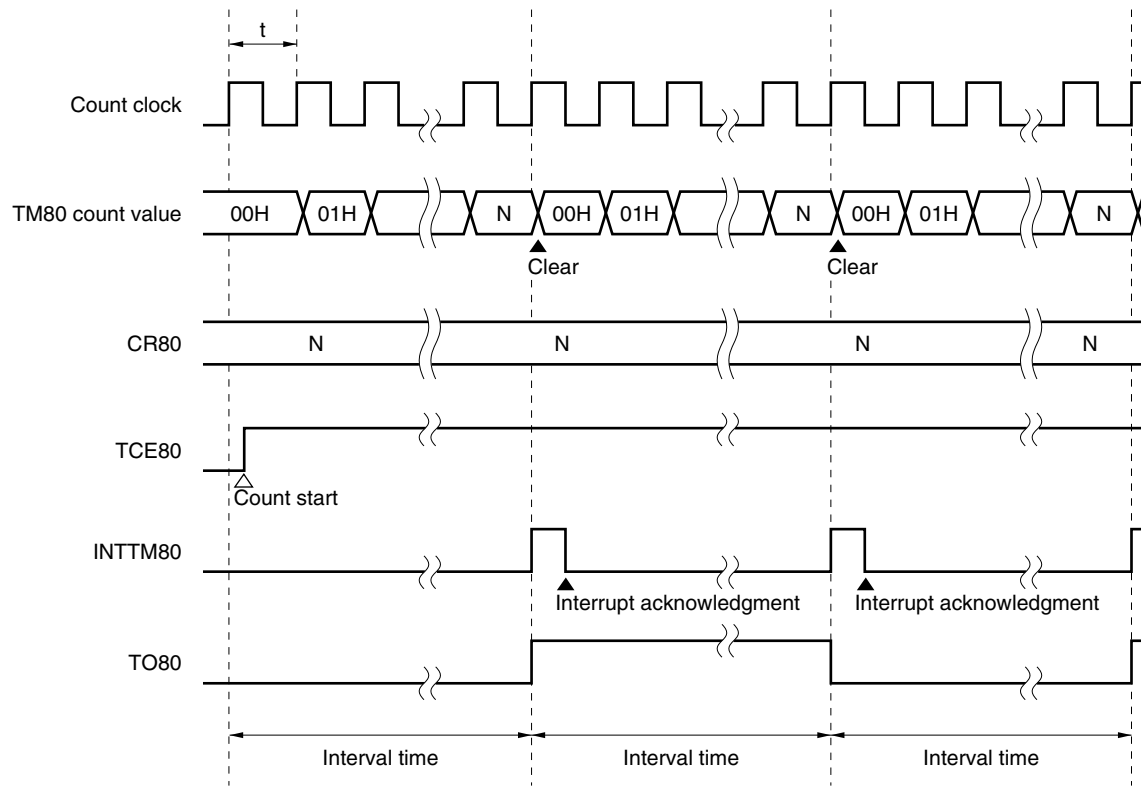 t
Count clock
TM80 count value 00H 01H N 00H 01H N 00H 01H N
Clear Clear
CR80 N N N N
TCE80
Count start
INTTM80
Interrupt acknowledgment Interrupt acknowledgment
TO80
Interval time Interval time Interval time